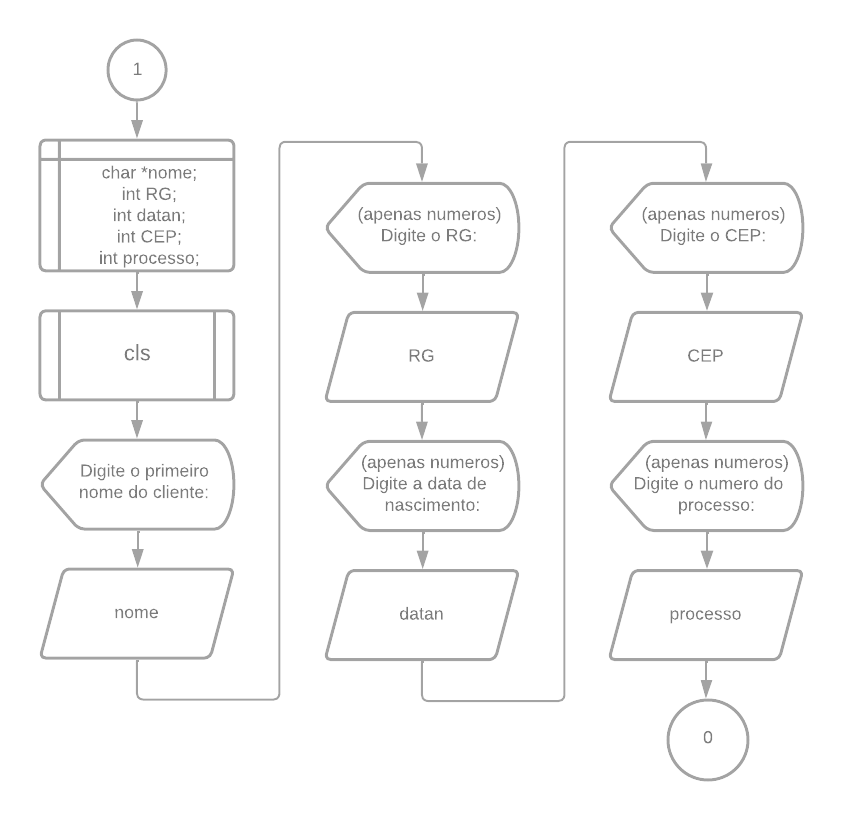 1
char *nome;
int RG;
int datan;
int CEP;
int processo;
cls
Digite o primeiro
nome do cliente:
nome
(apenas numeros)
Digite o RG:
RG
(apenas numeros)
Digite a data de
nascimento:
datan
(apenas numeros)
Digite o CEP:
CEP
(apenas numeros)
Digite o numero do
processo:
processo
0